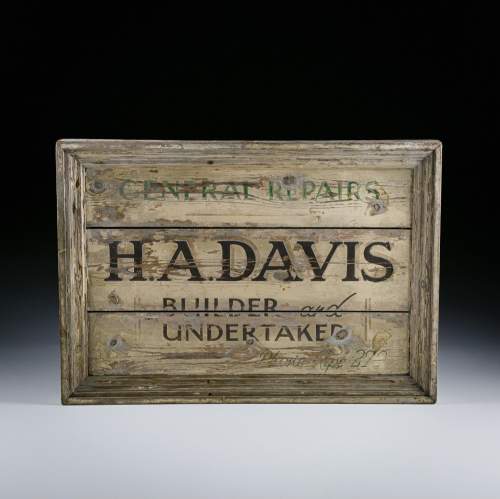 GENERAL REPAIRS
H.A.DAVIS
BUILDER and
UNDERTAKER